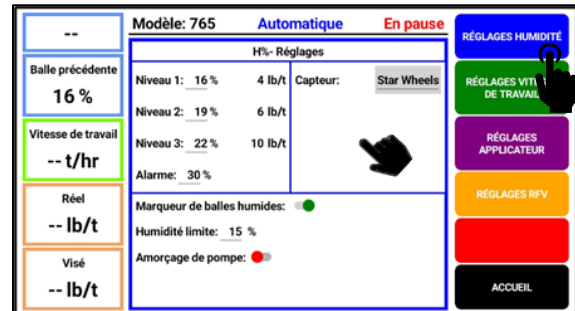 --
Modèle: 765 Automatique En pause
RÉGLAGES HUMIDITÉ
H%- Réglages
Balle précédente
16 %
Niveau 1: 16 % 4 lb/t Capteur: Star Wheels
Niveau 2: 19 % 6 lb/t
Niveau 3: 22 % 10 lb/t
Alarme: 30 %
RÉGLAGES
DE TRAVAIL
Vitesse de travail
-- t/hr
RÉGLAGES
APPLICATEUR
Réel
-- lb/t
Marqueur de balles humides:
Humidité limite: 15 %
Amorçage de pompe:
RÉGLAGES RFV
Visé
-- lb/t
ACCUEIL